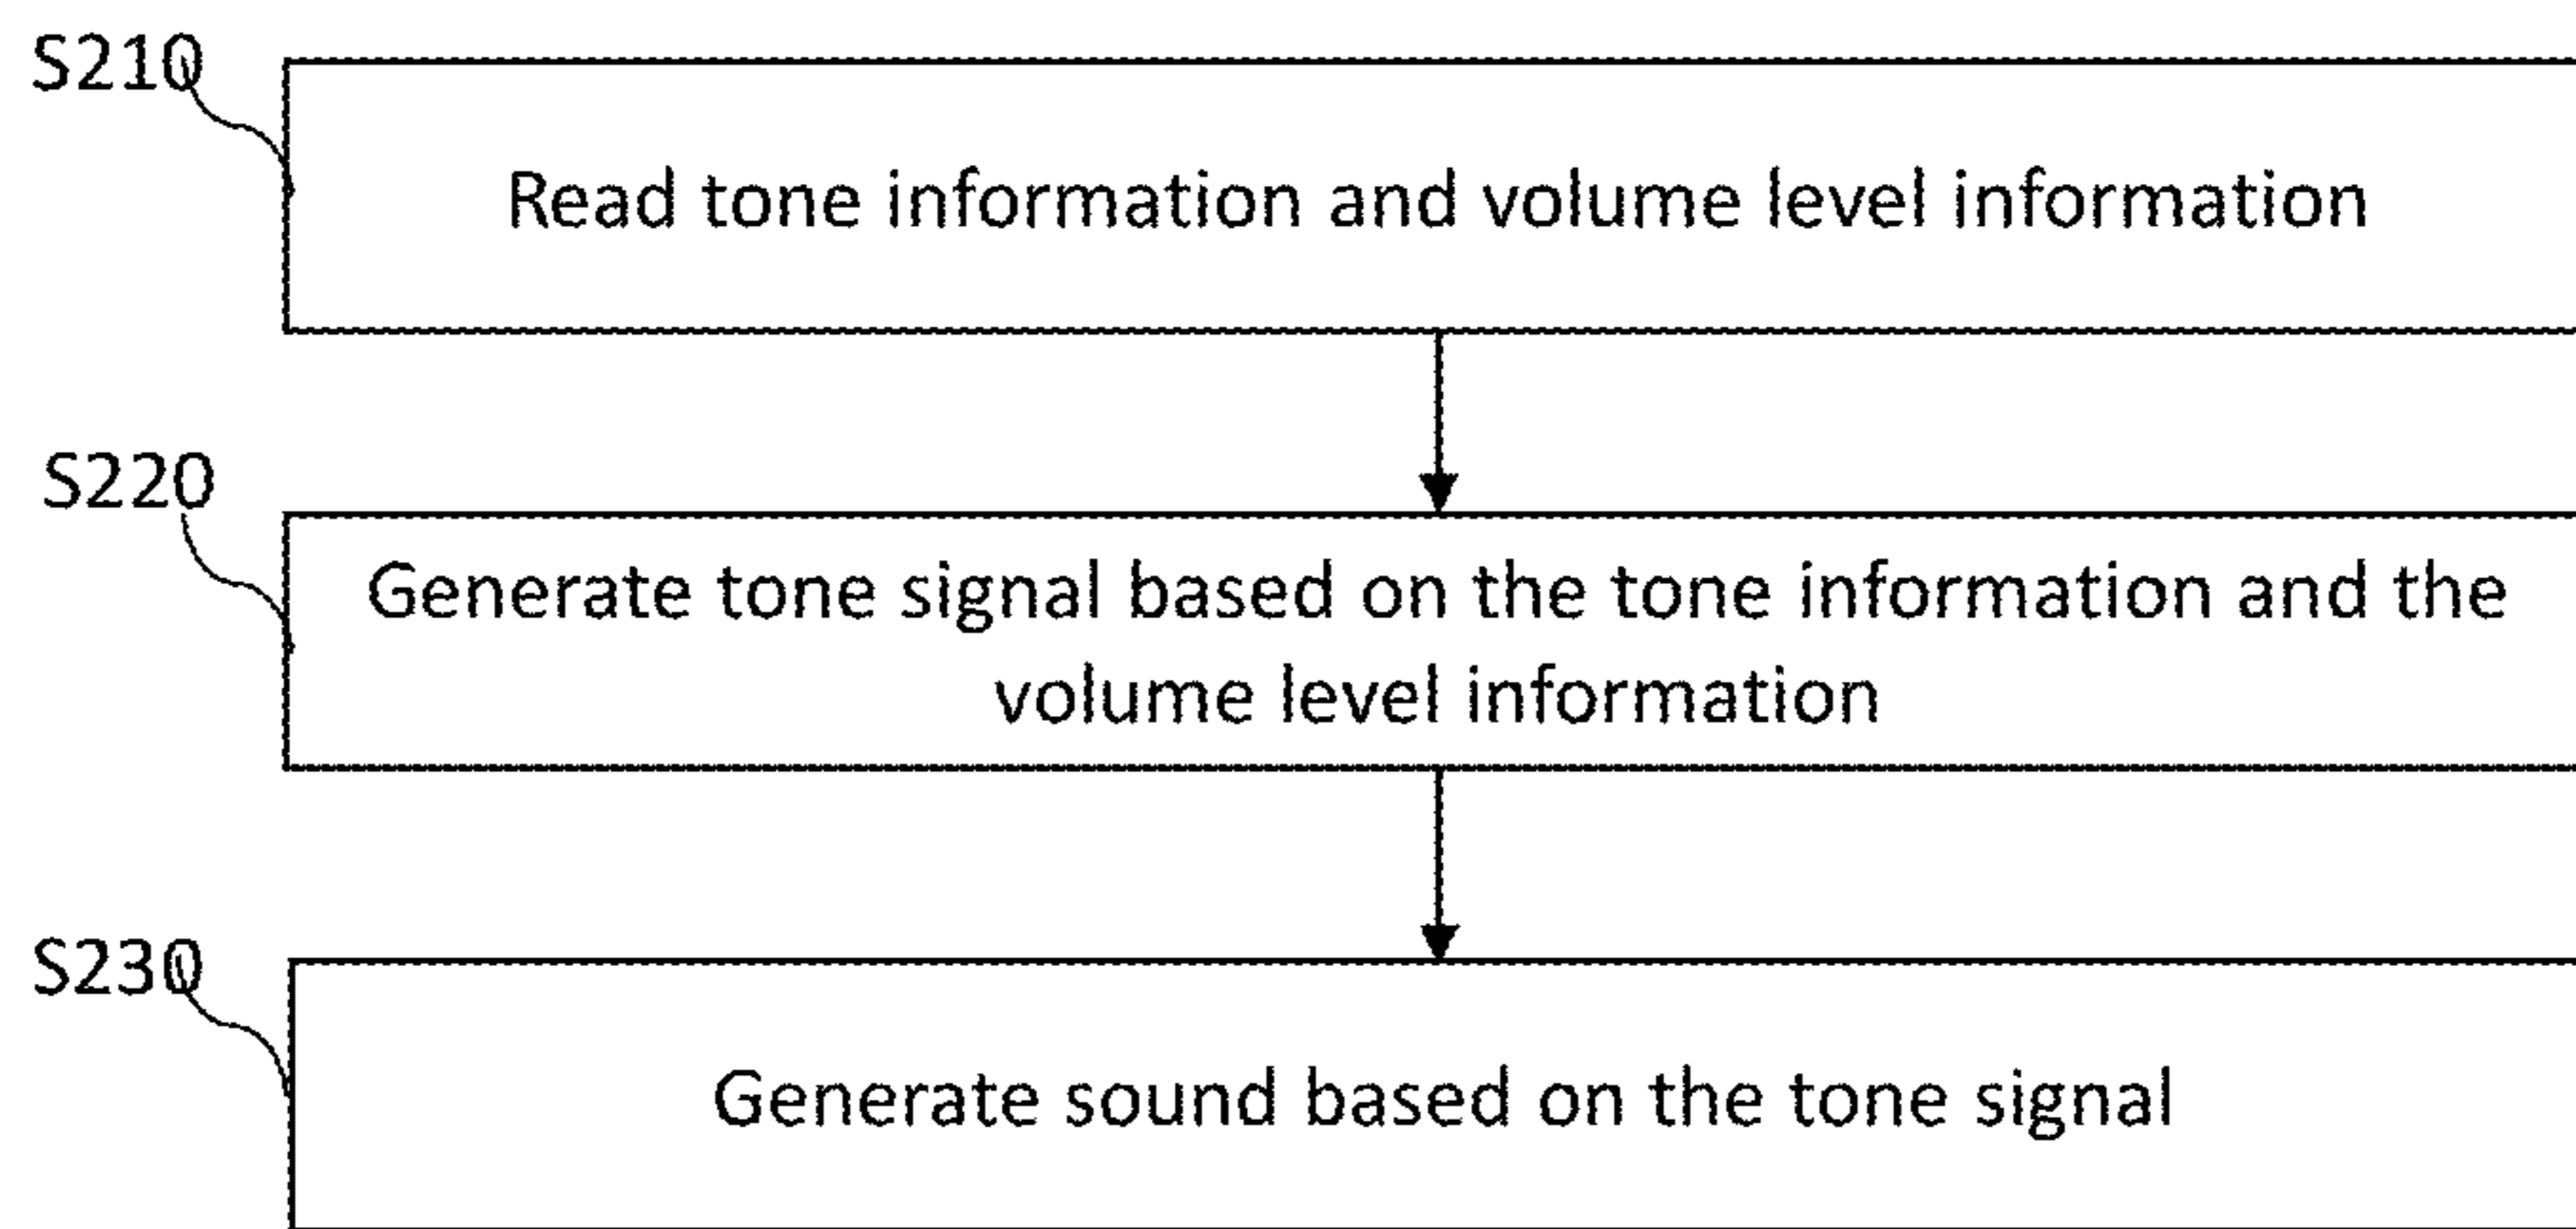 S210
Read tone information and volume level information
S220
Generate tone signal based on the tone information and the
volume level information
S230
Generate sound based on the tone signal